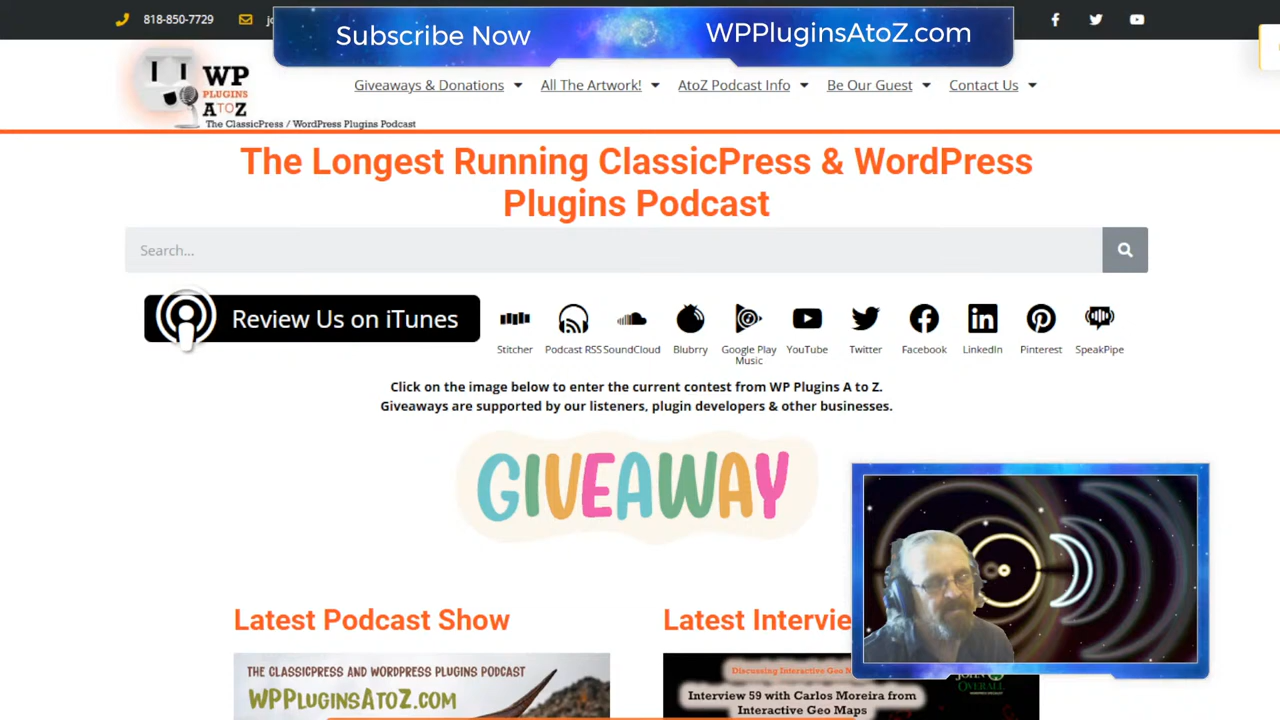 818-850-7729
Subscribe Now
WPPluginsAtoZ.com
WP
PLUGINS
A TO Z
The ClassicPress / WordPress Plugins Podcast
Giveaways & Donations
All The Artwork!
AtoZ Podcast Info
Be Our Guest
Contact Us
The Longest Running ClassicPress & WordPress
Plugins Podcast
Search...
Review Us on iTunes
Stitcher
Podcast RSS
SoundCloud
Blubrry
Google Play
Music
YouTube
Twitter
Facebook
LinkedIn
Pinterest
SpeakPipe
Click on the image below to enter the current contest from WP Plugins A to Z.
Giveaways are supported by our listeners, plugin developers & other businesses.
GIVEAWAY
Latest Podcast Show
Latest Intervie
THE CLASSICPRESS AND WORDPRESS PLUGINS PODCAST
WPPLUGINSATOZ.COM
Discussing Interactive Geo M
Interview 59 with Carlos Moreira from
Interactive Geo Maps
JOHN
OVERALL